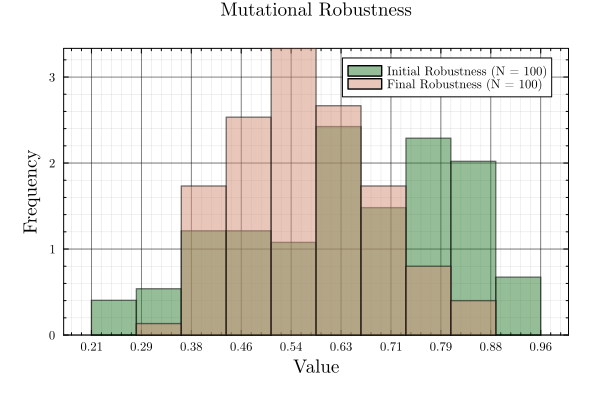 Mutational Robustness
Initial Robustness (N = 100)
Final Robustness (N = 100)
Frequency
3
2
1
0
0.21 0.29 0.38 0.46 0.54 0.63 0.71 0.79 0.88 0.96
Value